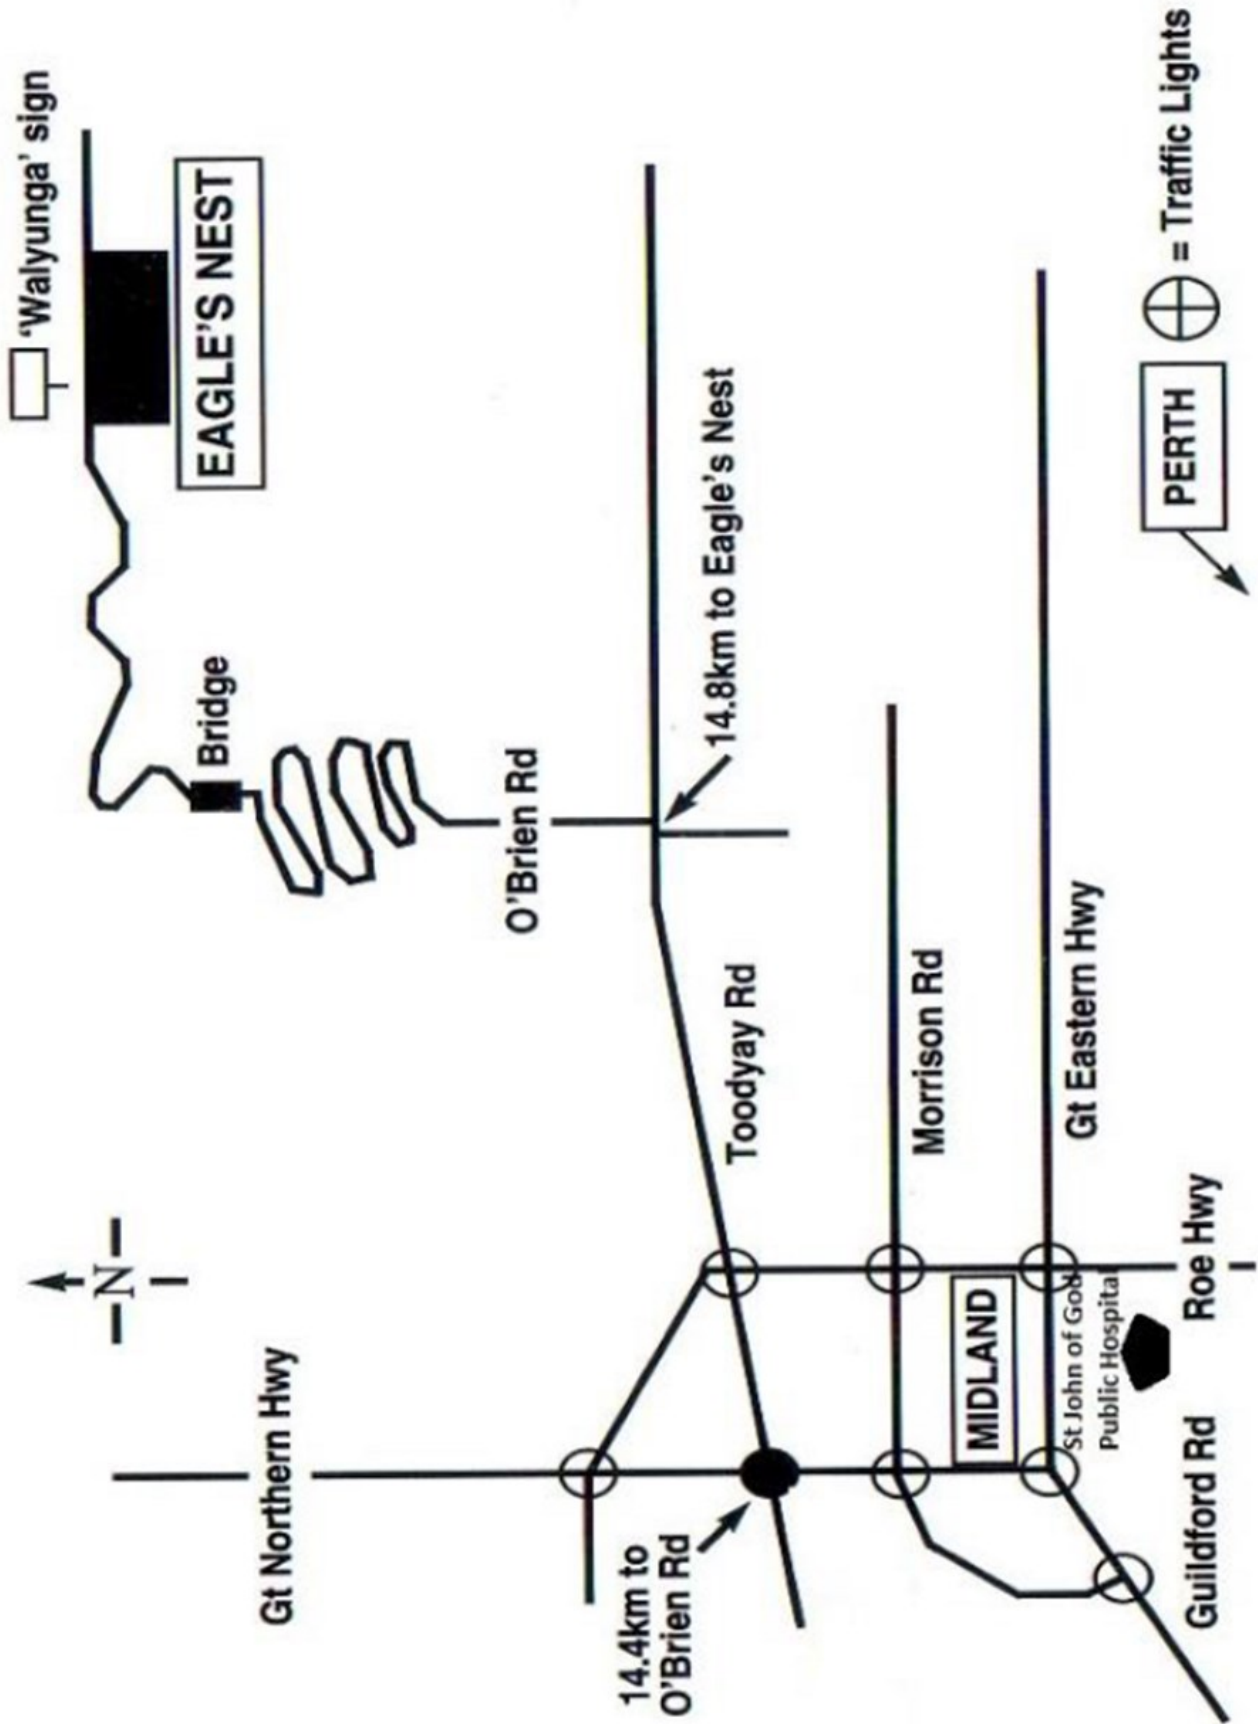 'Walyunga' sign
EAGLE'S NEST
Bridge
N
Gt Northern Hwy
O'Brien Rd
14.8km to Eagle's Nest
Toodyay Rd
14.4km to
O'Brien Rd
Morrison Rd
MIDLAND
Gt Eastern Hwy
St John of God
Public Hospital
Guildford Rd
Roe Hwy
PERTH
= Traffic Lights